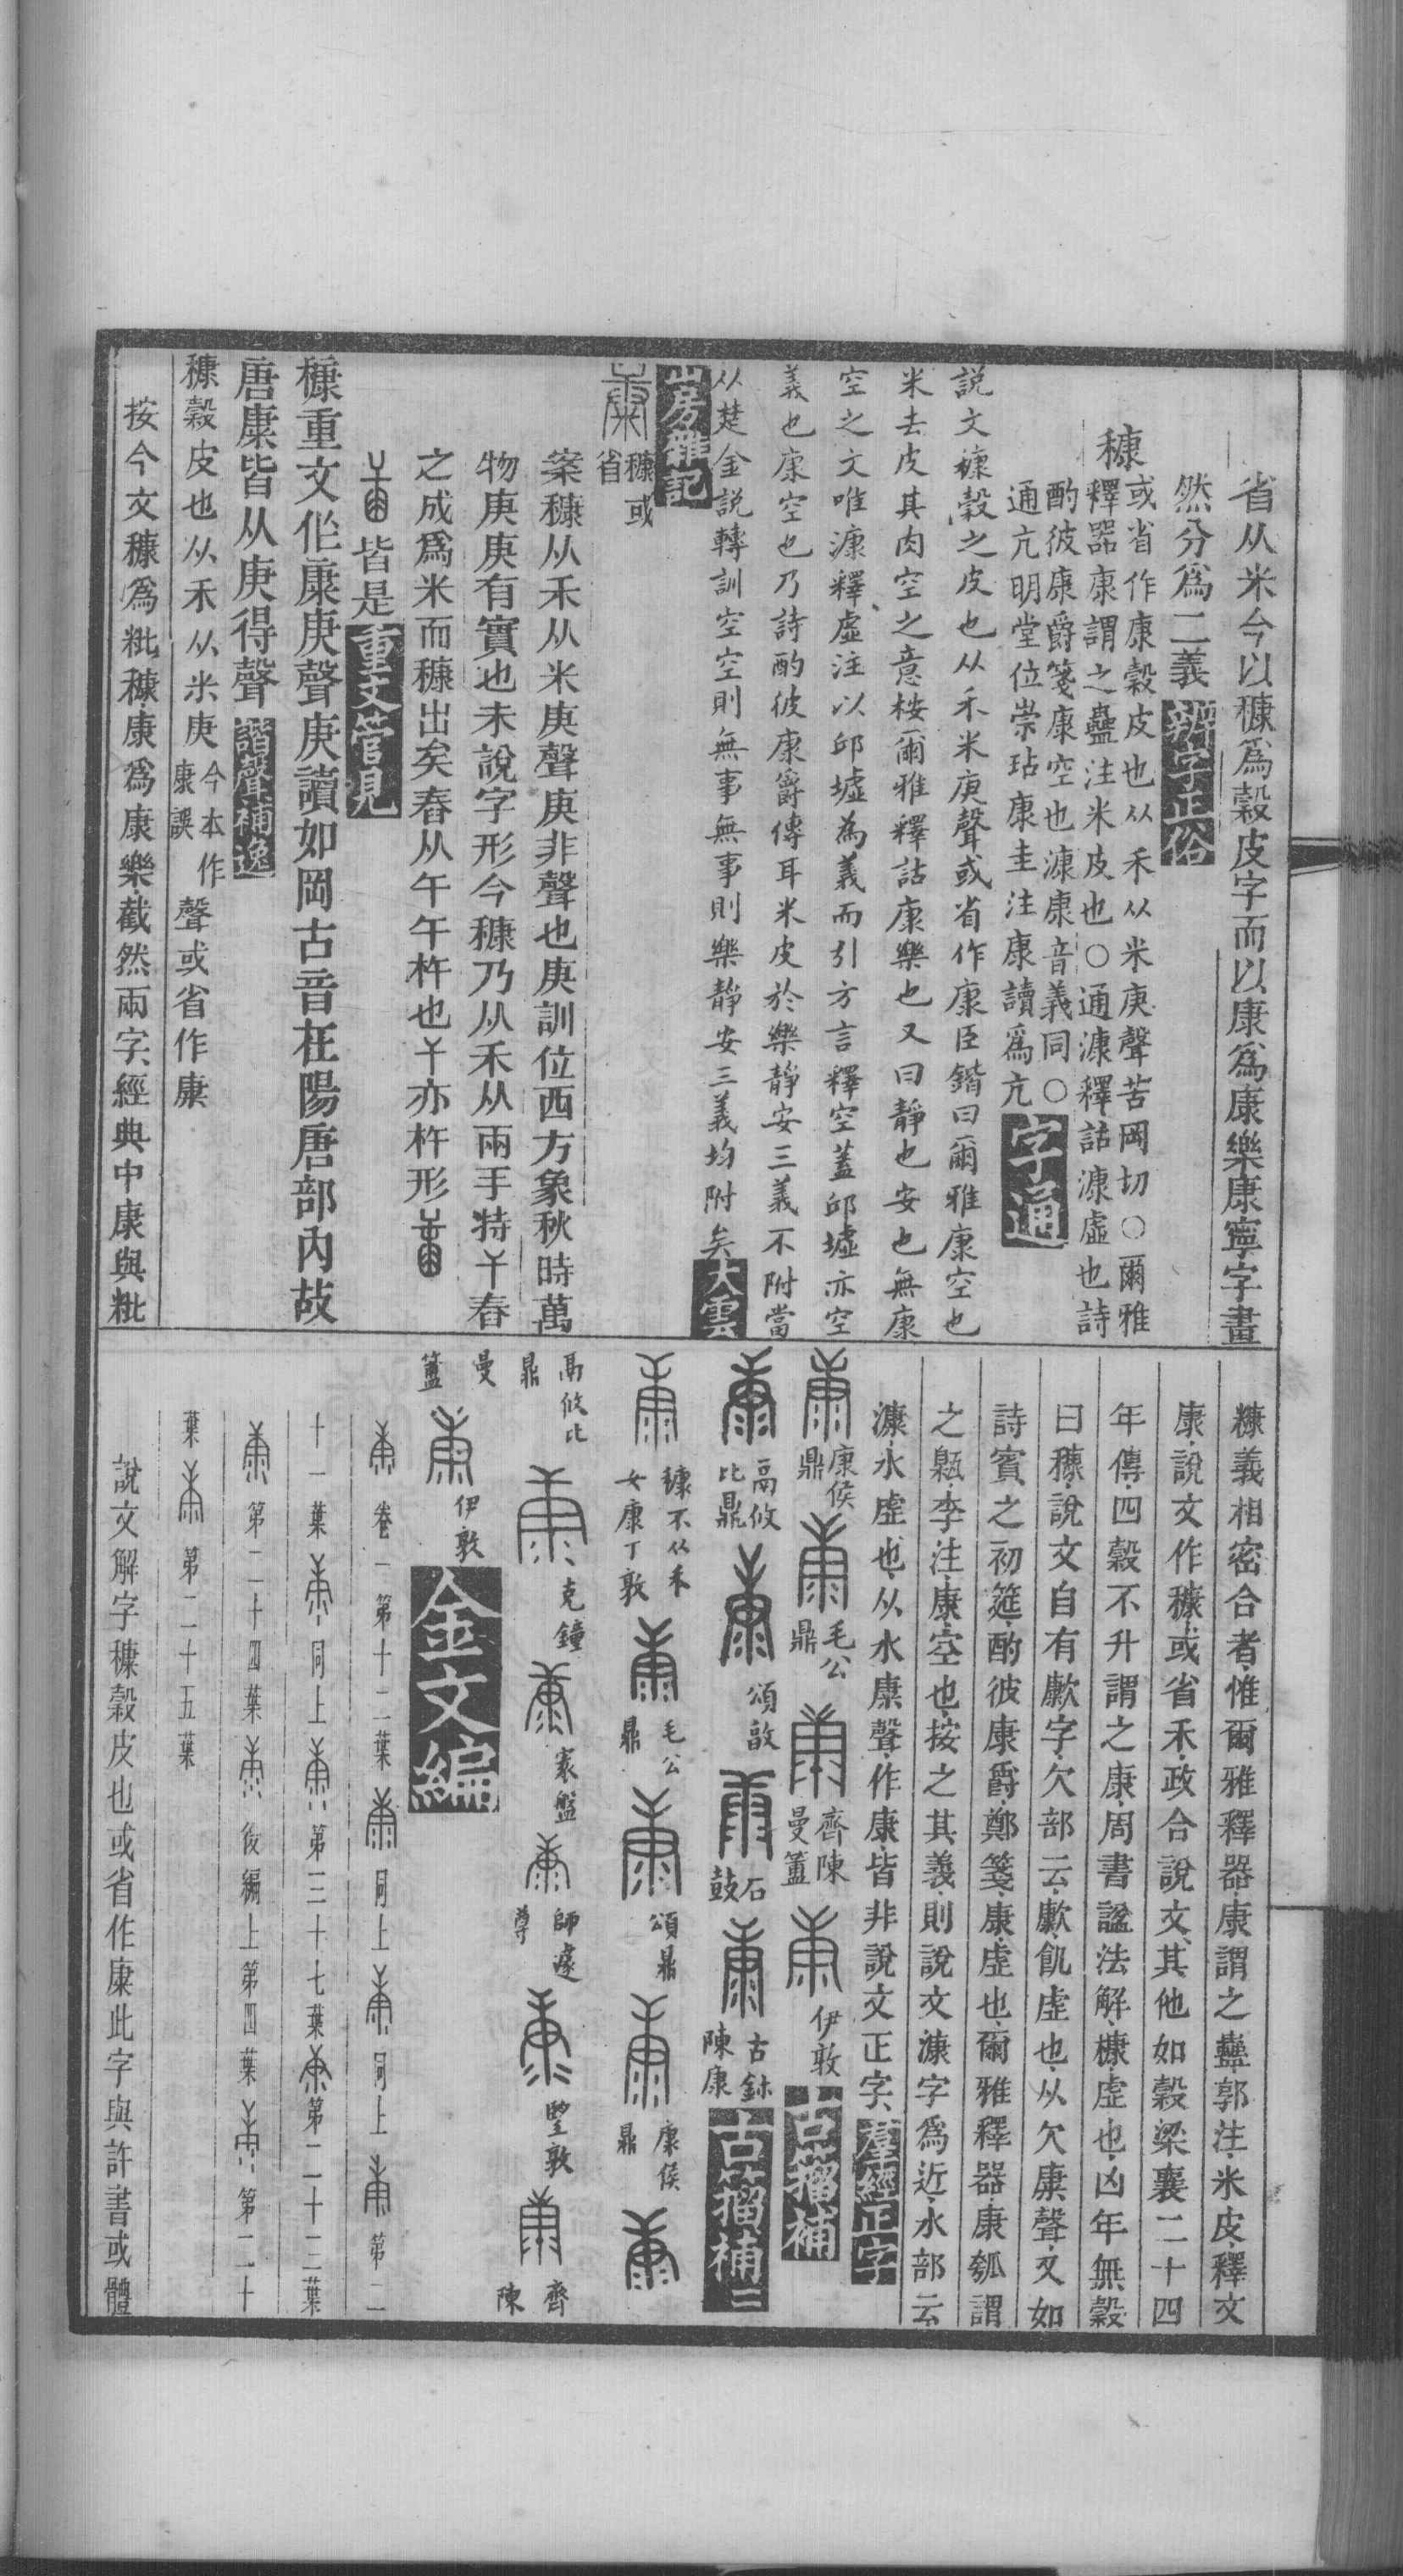 省从米今以穅爲穀皮字而以康爲康樂康寧字畫
然分爲二義 辨字正俗
穅 或省作康穀皮也从禾从米庚聲苦岡切○爾雅
釋器康謂之蠱注米皮也○通漮釋詁漮虛也詩
酌彼康爵箋康空也漮康音義同○
通亢明堂位崇坫康圭注康讀爲亢 字通
說文穅穀之皮也从禾米庚聲或省作康臣鍇曰爾雅康空也
米去皮其肉空之意桉爾雅釋詁康樂也又曰靜也安也無康
空之文唯漮釋虛注以邱墟為義而引方言釋空蓋邱墟亦空
義也康空也乃詩酌彼康爵傳耳米皮於樂靜安三義不附當
从楚金説轉訓空空則無事無事則樂靜安三義均附矣 大雲
山房雜記
穅或
省
案穅从禾从米庚聲庚非聲也庚訓位西方象秋時萬
物庚庚有實也未說字形今穅乃从禾从兩手持干舂
之成爲米而穅出矣舂从午午杵也干亦杵形
皆是 重文管見
穅重文作康庚聲庚讀如岡古音在陽唐部內故
唐康皆从庚得聲 諧聲補逸
穅穀皮也从禾从米庚 今本作
康誤 聲或省作康
按今文穅爲粃穅康爲康樂截然兩字經典中康與粃
糠義相密合者惟爾雅釋器康謂之蠱郭注米皮釋文
康說文作穅或省禾政合說文其他如穀梁襄二十四
年傳四穀不升謂之康周書諡法解穅虛也凶年無穀
曰穅說文自有歉字欠部云歉飢虛也从欠康聲又如
詩賓之初筵酌彼康爵鄭箋康虛也爾雅釋器康瓠謂
之甈李注康空也按之其義則說文漮字爲近水部云
漮水虛也从水康聲作康皆非說文正字 羣經正字
康侯
鼎
毛公
鼎
齊陳
曼簠
伊敦 古籀補
鬲攸
比鼎
頌敦
石
鼓
古鉨
陳康 古籀補二
穅不从禾
女康丁敦
毛公
鼎
頌鼎
康侯
鼎
鬲攸比
鼎
克鐘
寰盤
師遽
尊
豐敦
齊
陳
曼
簠
伊敦 金文編
卷一第十二葉 同上 同上 第二
十一葉 同上 第三十七葉 第二十二葉
第二十四葉 後編上第四葉 第二十
葉 第二十五葉
說文解字穅穀皮也或省作康此字與許書或體